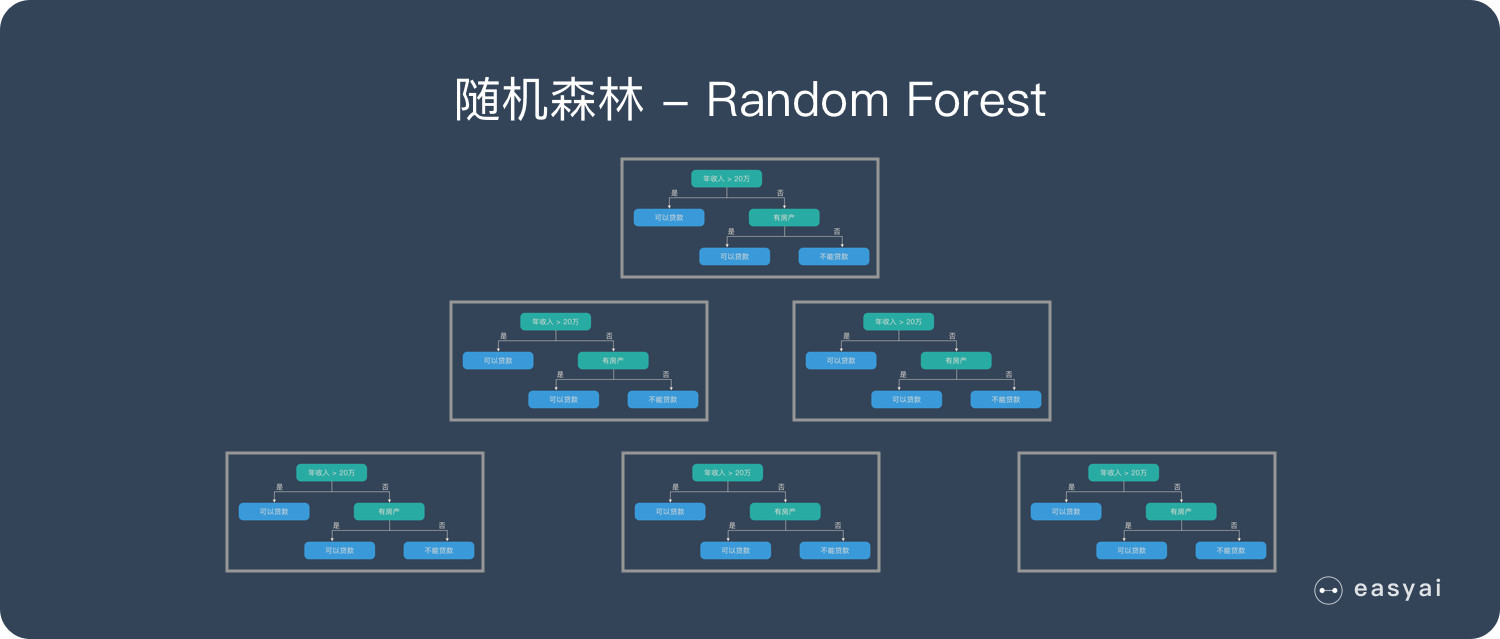 随机森林 – Random Forest
年收入 > 20万
是 否
可以贷款 有房产
是 否
可以贷款 不能贷款
年收入 > 20万
是 否
可以贷款 有房产
是 否
可以贷款 不能贷款
年收入 > 20万
是 否
可以贷款 有房产
是 否
可以贷款 不能贷款
年收入 > 20万
是 否
可以贷款 有房产
是 否
可以贷款 不能贷款
年收入 > 20万
是 否
可以贷款 有房产
是 否
可以贷款 不能贷款
年收入 > 20万
是 否
可以贷款 有房产
是 否
可以贷款 不能贷款
easyai